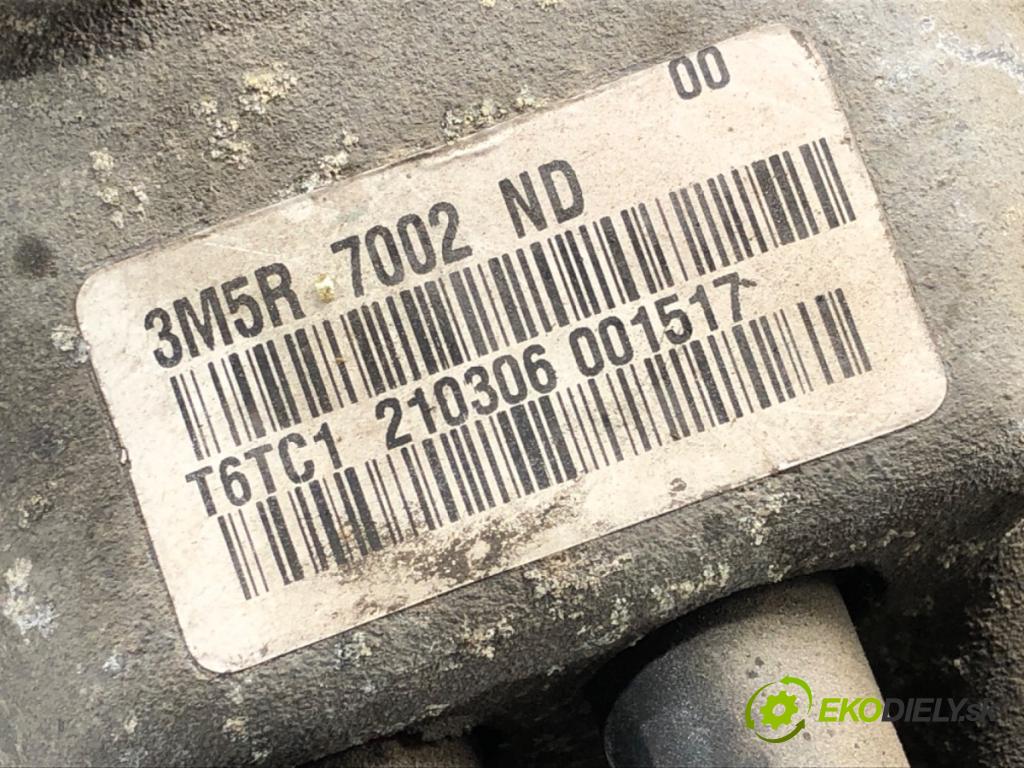 00
3M5R 7002 ND
T6TC1 210306 001517
EKODIELY.sk